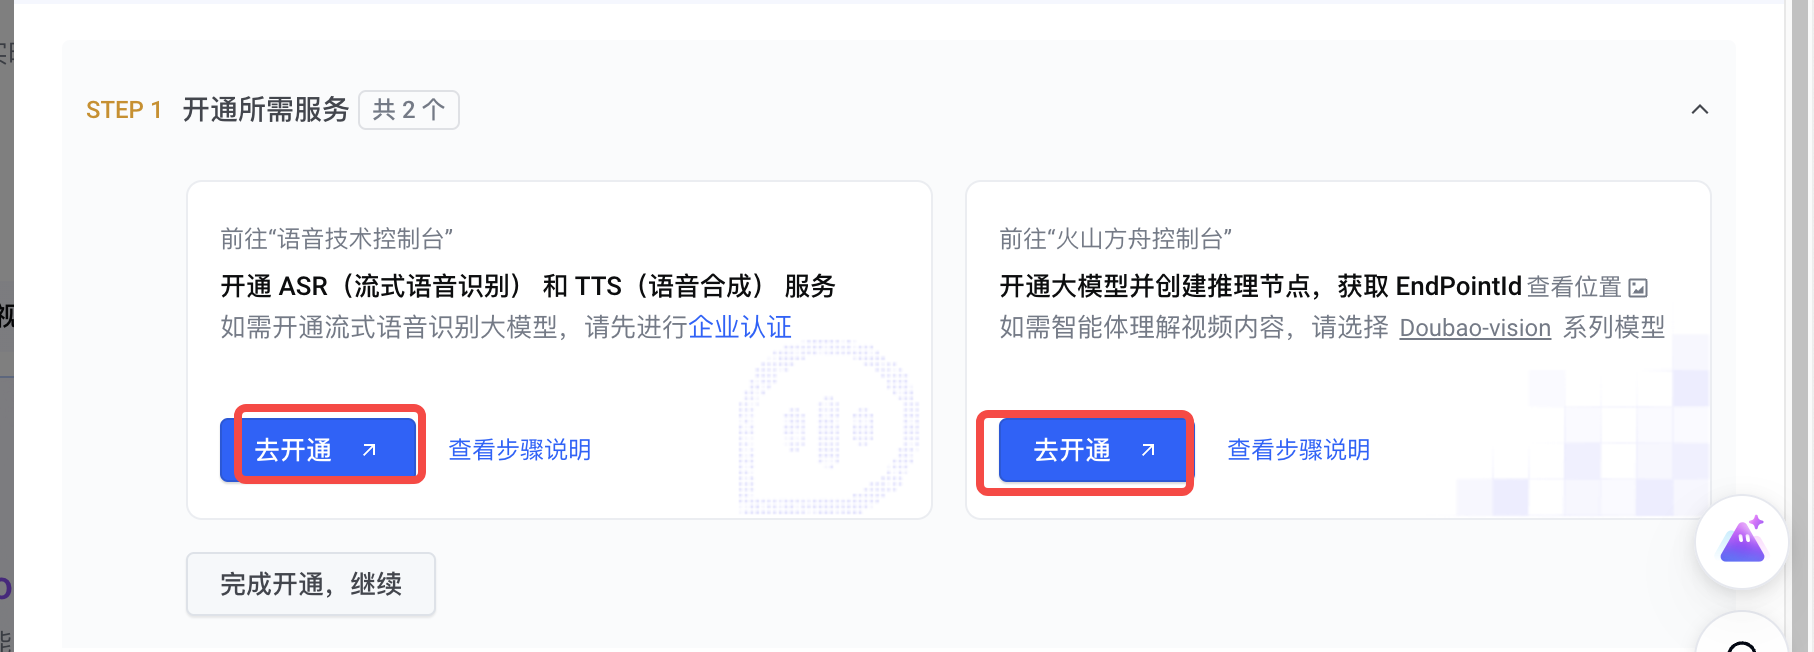 STEP 1 开通所需服务 共 2 个
前往“语音技术控制台”
开通 ASR（流式语音识别） 和 TTS（语音合成） 服务
如需开通流式语音识别大模型，请先进行企业认证
去开通
查看步骤说明
前往“火山方舟控制台”
开通大模型并创建推理节点，获取 EndPointId 查看位置
如需智能体理解视频内容，请选择 Doubao-vision 系列模型
去开通
查看步骤说明
完成开通，继续